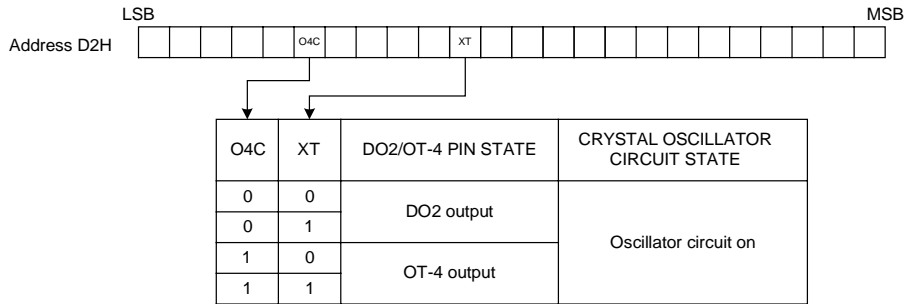 LSB MSB
Address D2H O4C XT
O4C XT DO2/OT-4 PIN STATE CRYSTAL OSCILLATOR
CIRCUIT STATE
0 0 DO2 output
0 1
Oscillator circuit on
1 0 OT-4 output
1 1